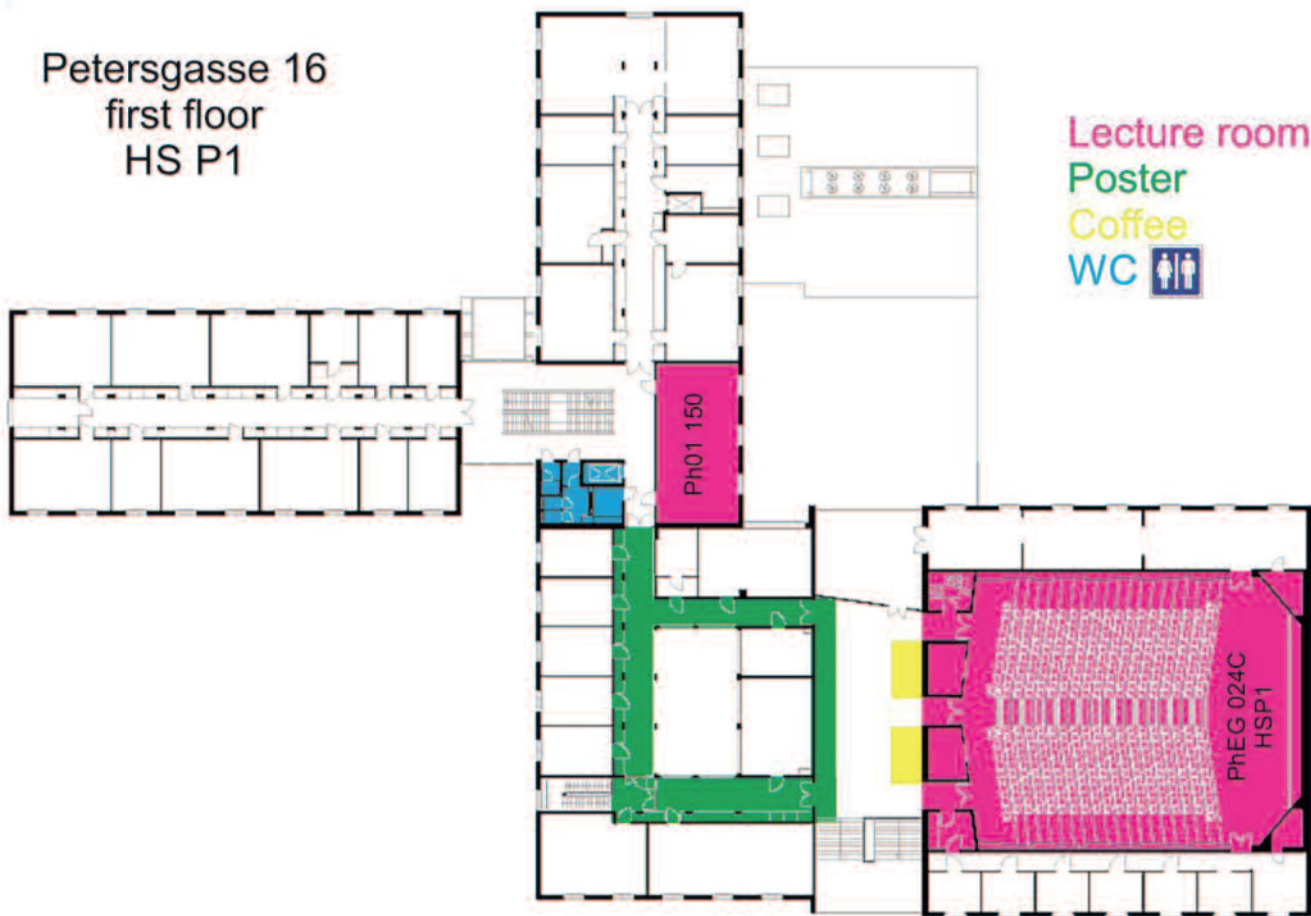 Petersgasse 16
first floor
HS P1
Lecture room
Poster
Coffee
WC
Ph01 150
PhEG 024C
HSP1